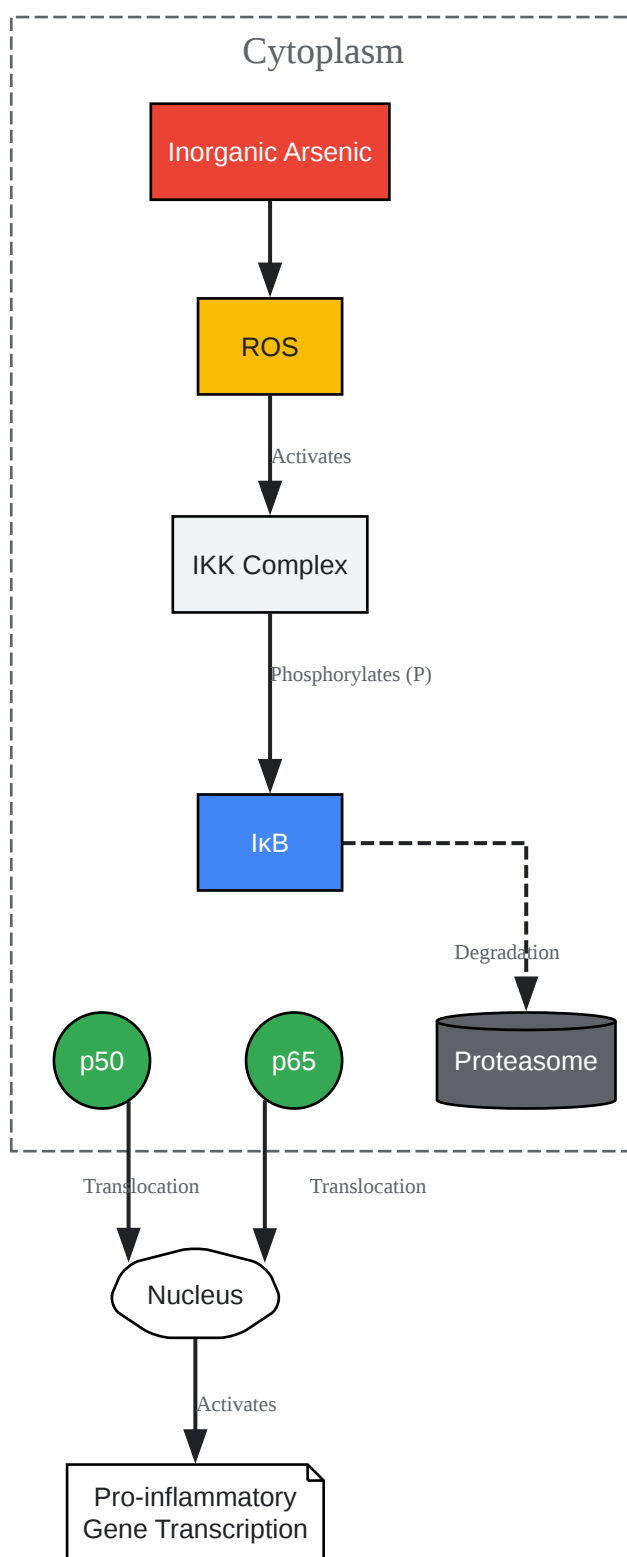 Cytoplasm
Inorganic Arsenic
ROS
Activates
IKK Complex
Phosphorylates (P)
IκB
Degradation
p50
p65
Proteasome
Translocation
Translocation
Nucleus
Activates
Pro-inflammatory
Gene Transcription